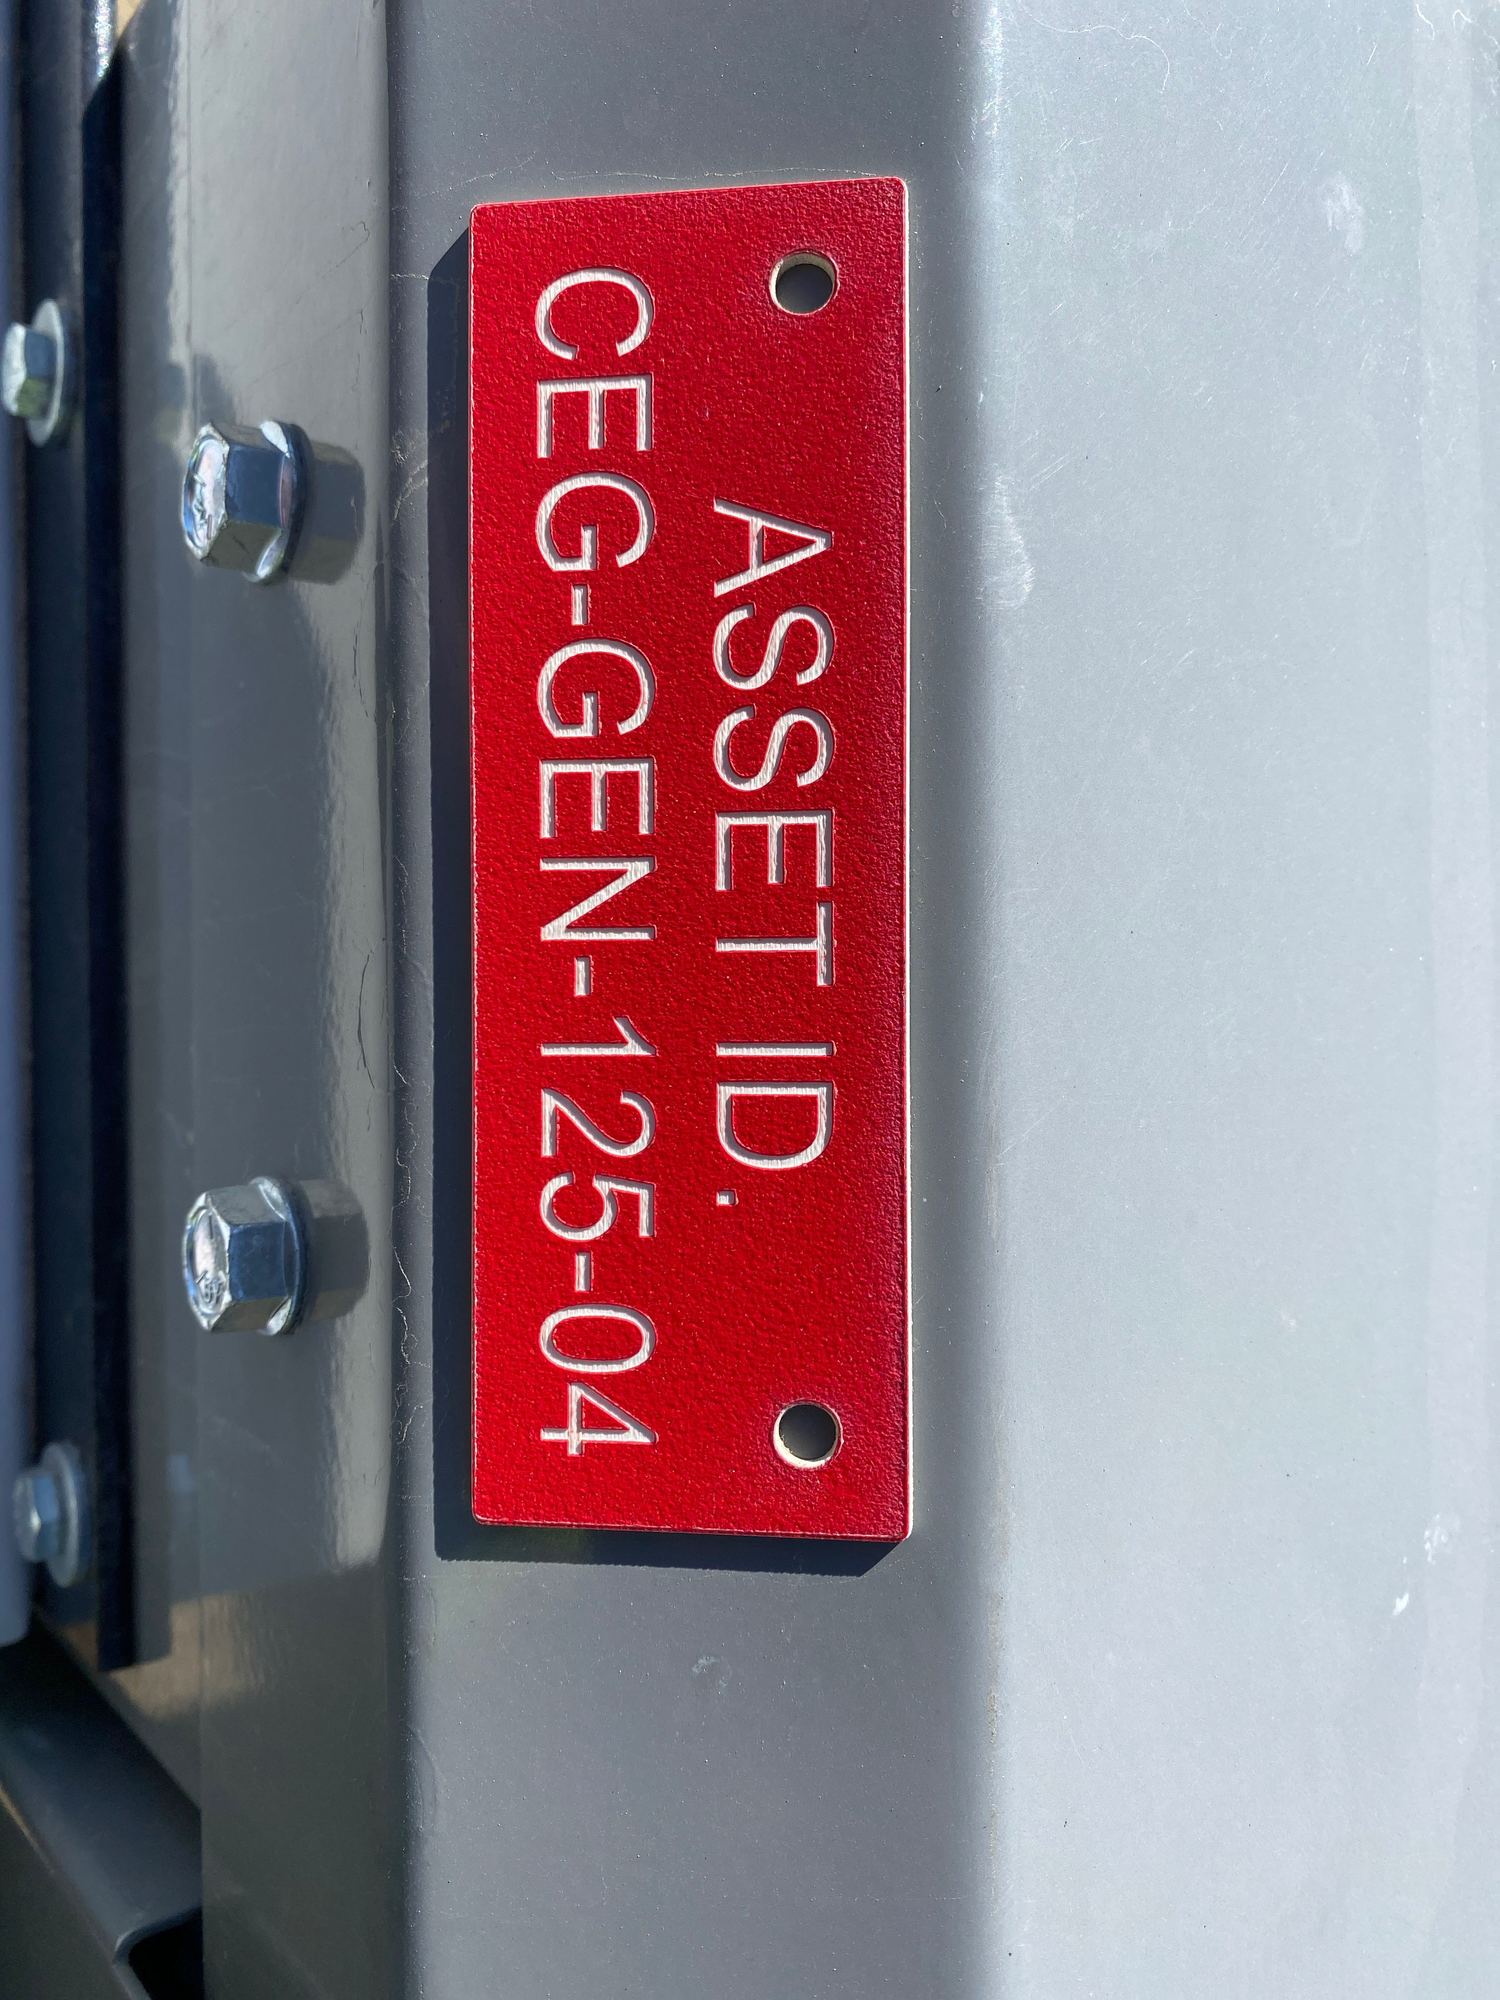 ASSET ID.
CEG-GEN-125-04